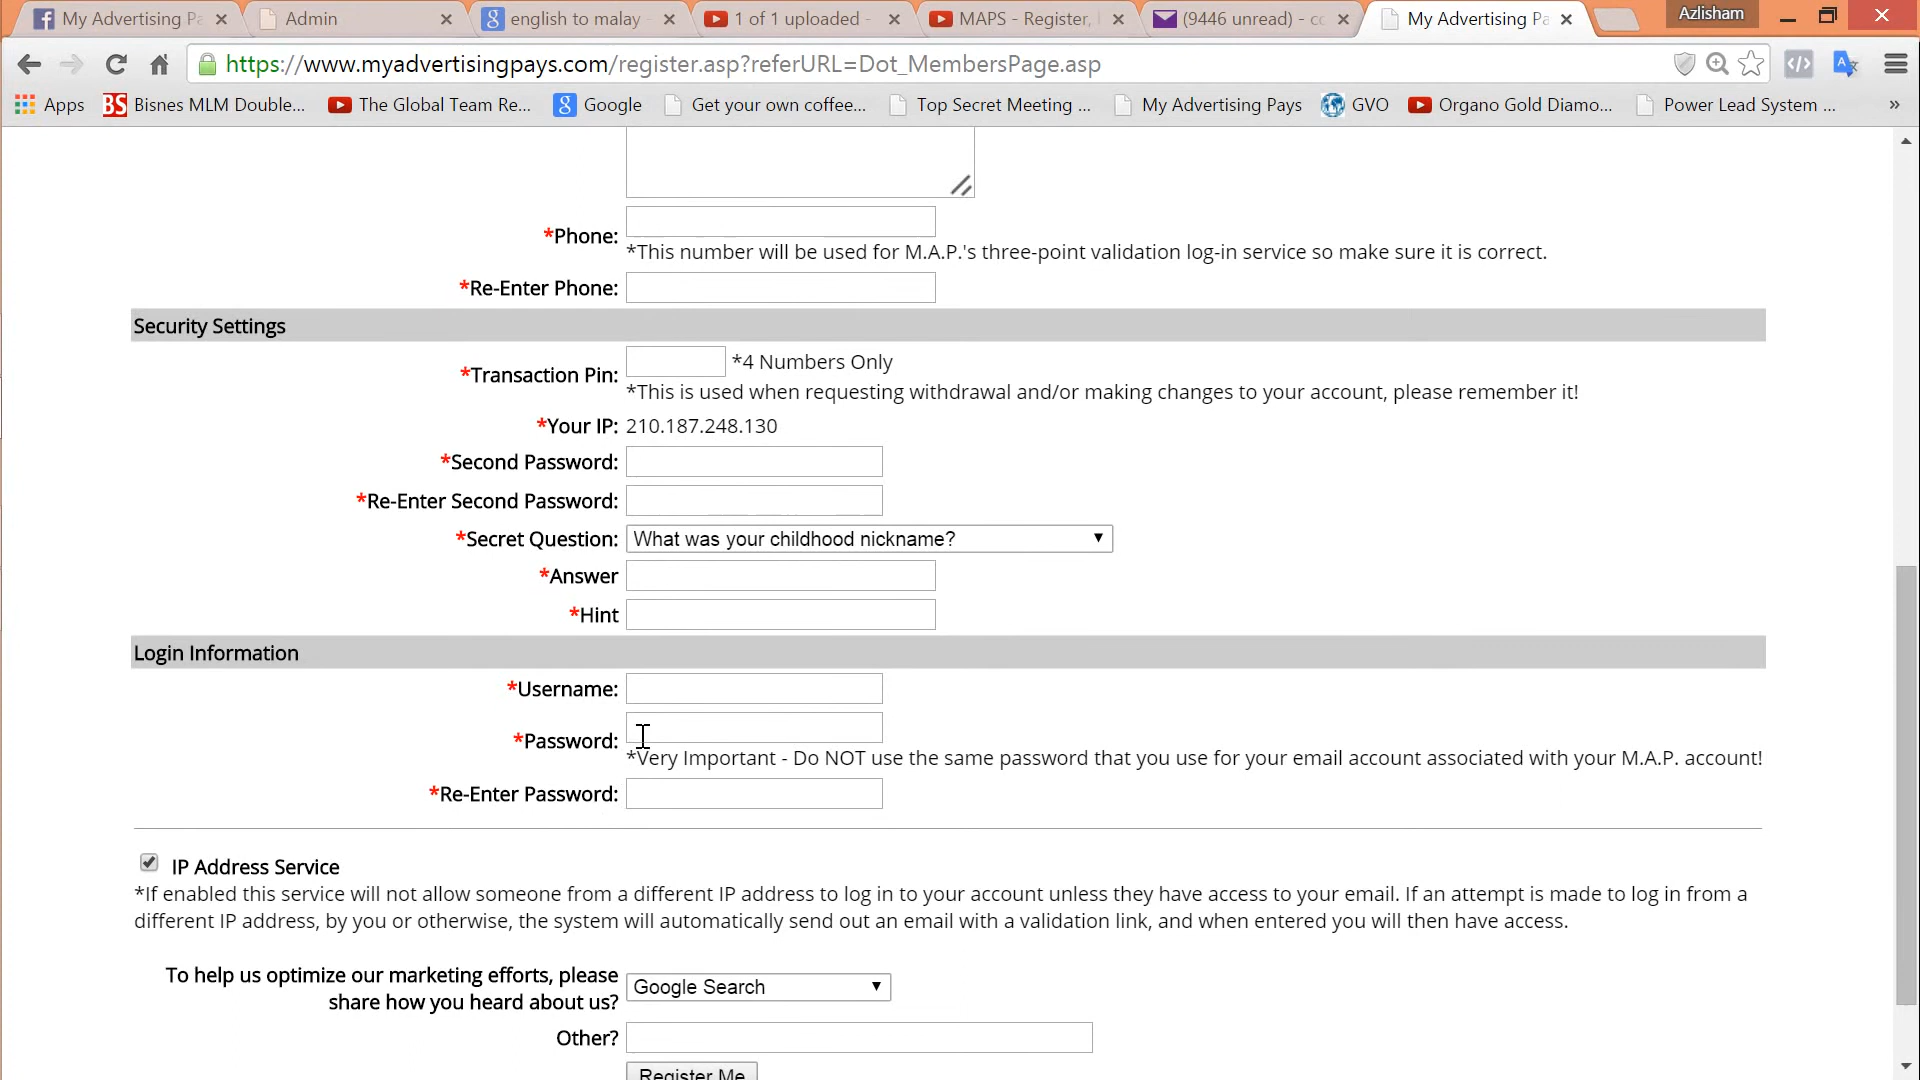 My Advertising Pa
Admin
english to malay -
1 of 1 uploaded -
MAPS - Register,
(9446 unread) - co
My Advertising Pa
Azlisham
https://www.myadvertisingpays.com/register.asp?referURL=Dot_MembersPage.asp
Apps
BS Bisnes MLM Double...
The Global Team Re...
Google
Get your own coffee...
Top Secret Meeting ...
My Advertising Pays
GVO
Organo Gold Diamo...
Power Lead System ...
»
*Phone:
*This number will be used for M.A.P.'s three-point validation log-in service so make sure it is correct.
*Re-Enter Phone:
Security Settings
*Transaction Pin: *4 Numbers Only
*This is used when requesting withdrawal and/or making changes to your account, please remember it!
*Your IP: 210.187.248.130
*Second Password:
*Re-Enter Second Password:
*Secret Question: What was your childhood nickname?
*Answer
*Hint
Login Information
*Username:
*Password:
*Very Important - Do NOT use the same password that you use for your email account associated with your M.A.P. account!
*Re-Enter Password:
IP Address Service
*If enabled this service will not allow someone from a different IP address to log in to your account unless they have access to your email. If an attempt is made to log in from a
different IP address, by you or otherwise, the system will automatically send out an email with a validation link, and when entered you will then have access.
To help us optimize our marketing efforts, please
share how you heard about us?
Google Search
Other?
Register Me